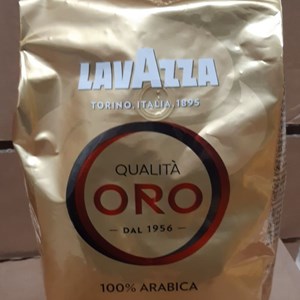 LAVAZZA
TORINO, ITALIA, 1895
QUALITÀ
ORO
DAL 1956
100% ARABICA